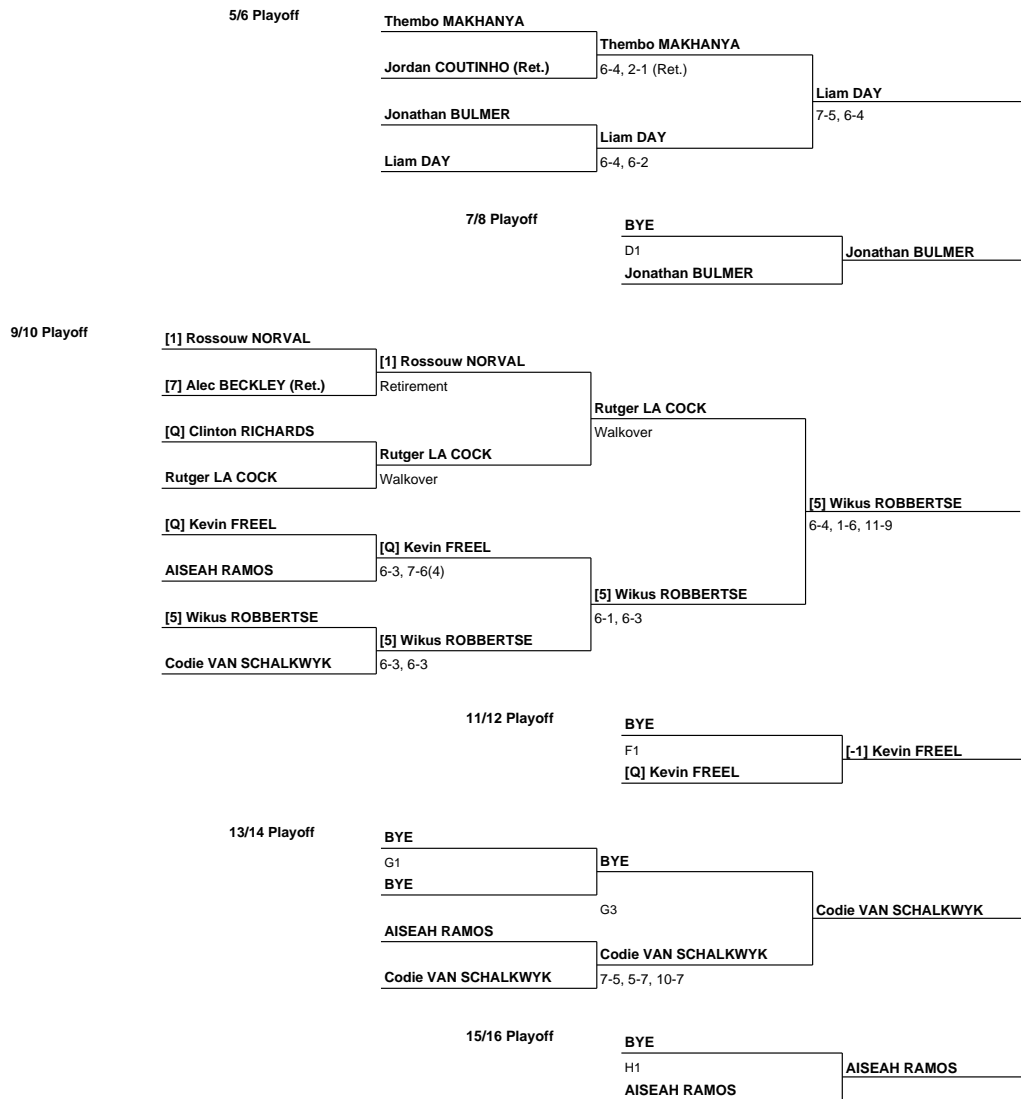 5/6 Playoff
Thembo MAKHANYA
Thembo MAKHANYA
Jordan COUTINHO (Ret.)
6-4, 2-1 (Ret.)
Liam DAY
7-5, 6-4
Jonathan BULMER
Liam DAY
Liam DAY
6-4, 6-2
7/8 Playoff
BYE
D1
Jonathan BULMER
Jonathan BULMER
9/10 Playoff
[1] Rossouw NORVAL
[1] Rossouw NORVAL
[7] Alec BECKLEY (Ret.)
Retirement
Rutger LA COCK
Walkover
[Q] Clinton RICHARDS
Rutger LA COCK
Rutger LA COCK
Walkover
[5] Wikus ROBBERTSE
6-4, 1-6, 11-9
[Q] Kevin FREEL
[Q] Kevin FREEL
AISEAH RAMOS
6-3, 7-6(4)
[5] Wikus ROBBERTSE
6-1, 6-3
[5] Wikus ROBBERTSE
[5] Wikus ROBBERTSE
Codie VAN SCHALKWYK
6-3, 6-3
11/12 Playoff
BYE
F1
[-1] Kevin FREEL
[Q] Kevin FREEL
13/14 Playoff
BYE
G1
BYE
BYE
G3
Codie VAN SCHALKWYK
AISEAH RAMOS
Codie VAN SCHALKWYK
Codie VAN SCHALKWYK
7-5, 5-7, 10-7
15/16 Playoff
BYE
H1
AISEAH RAMOS
AISEAH RAMOS